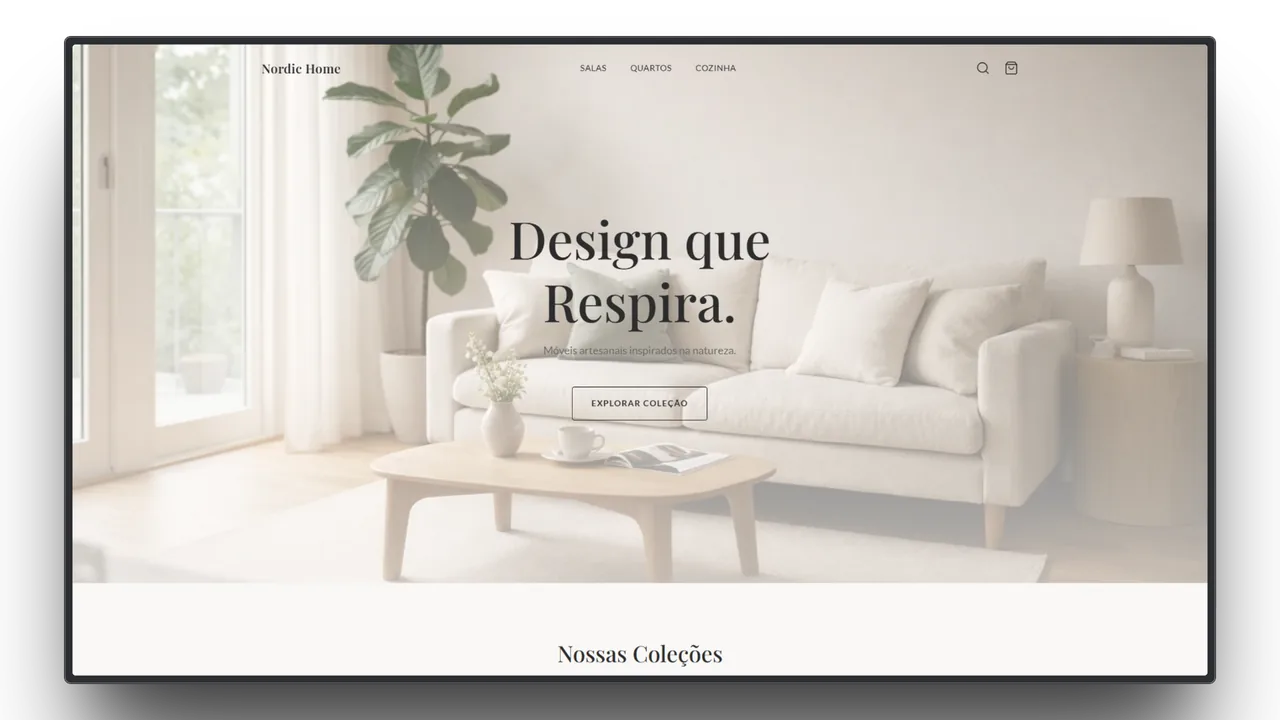 Nordic Home
SALAS QUARTOS COZINHA
Design que
Respira.
Móveis artesanais inspirados na natureza.
EXPLORAR COLEÇÃO
Nossas Coleções